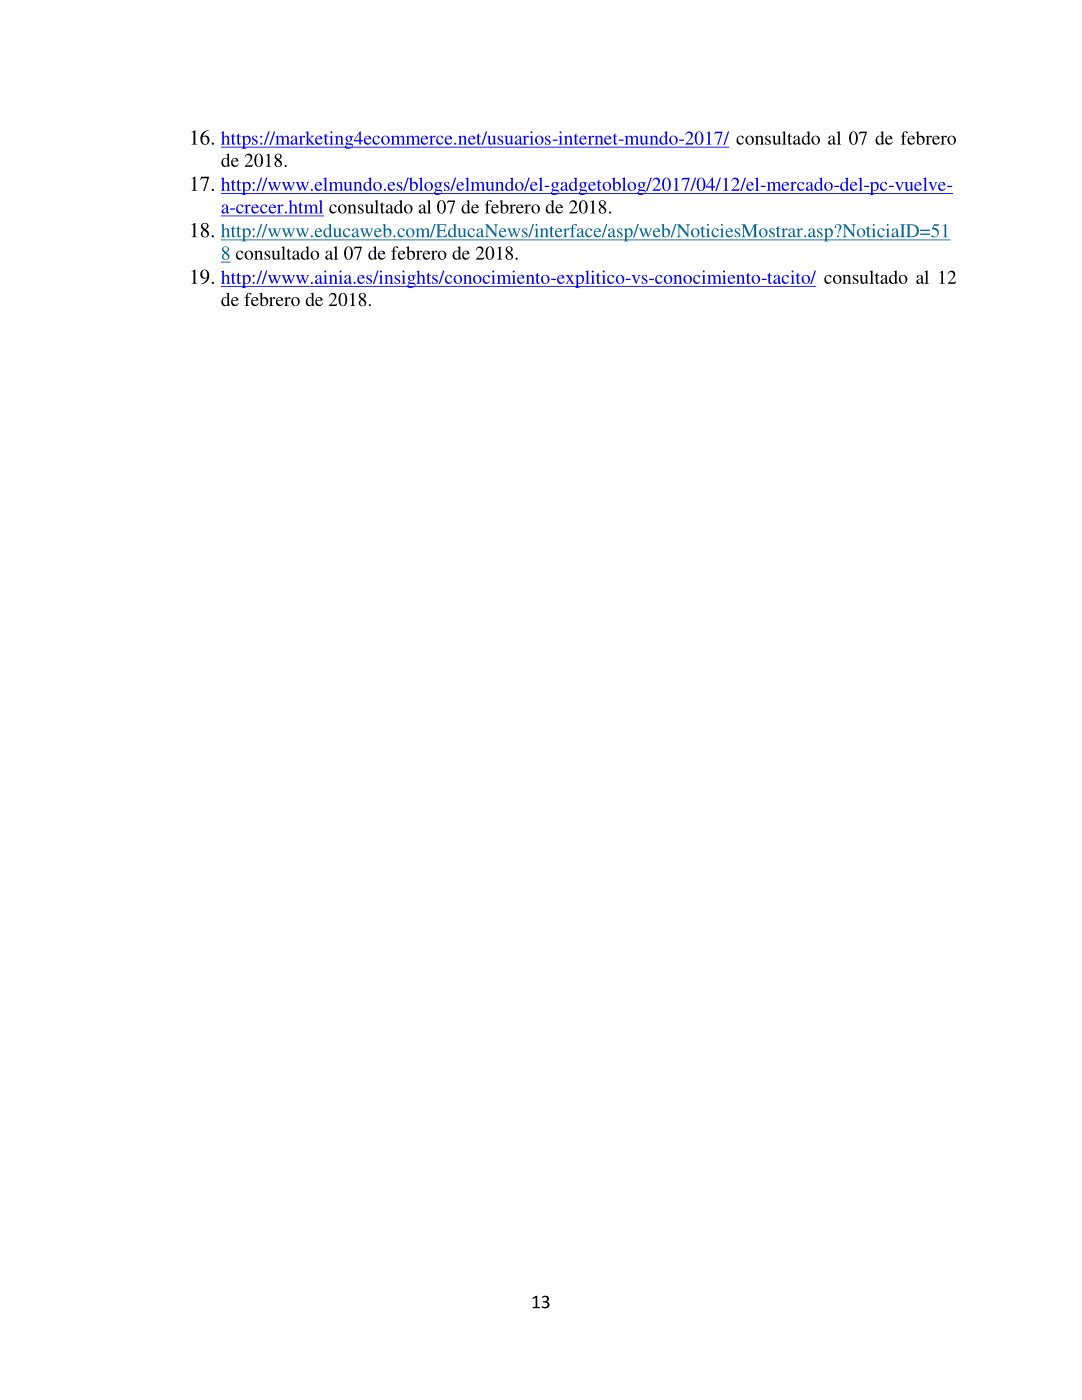 16. https://marketing4ecommerce.net/usuarios-internet-mundo-2017/ consultado al 07 de febrero
de 2018.
17. http://www.elmundo.es/blogs/elmundo/el-gadgetoblog/2017/04/12/el-mercado-del-pc-vuelve-
a-crecer.html consultado al 07 de febrero de 2018.
18. http://www.educaweb.com/EducaNews/interface/asp/web/NoticiesMostrar.asp?NoticiaID=51
8 consultado al 07 de febrero de 2018.
19. http://www.ainia.es/insights/conocimiento-explitico-vs-conocimiento-tacito/ consultado al 12
de febrero de 2018.
13